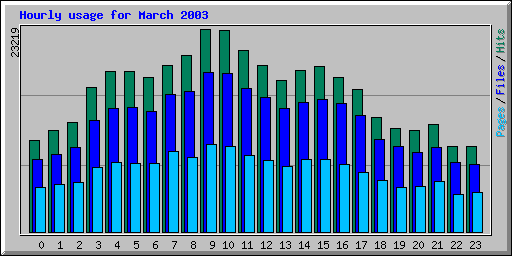 Hourly usage for March 2003
23219
Pages/Files/Hits
0 1 2 3 4 5 6 7 8 9 10 11 12 13 14 15 16 17 18 19 20 21 22 23